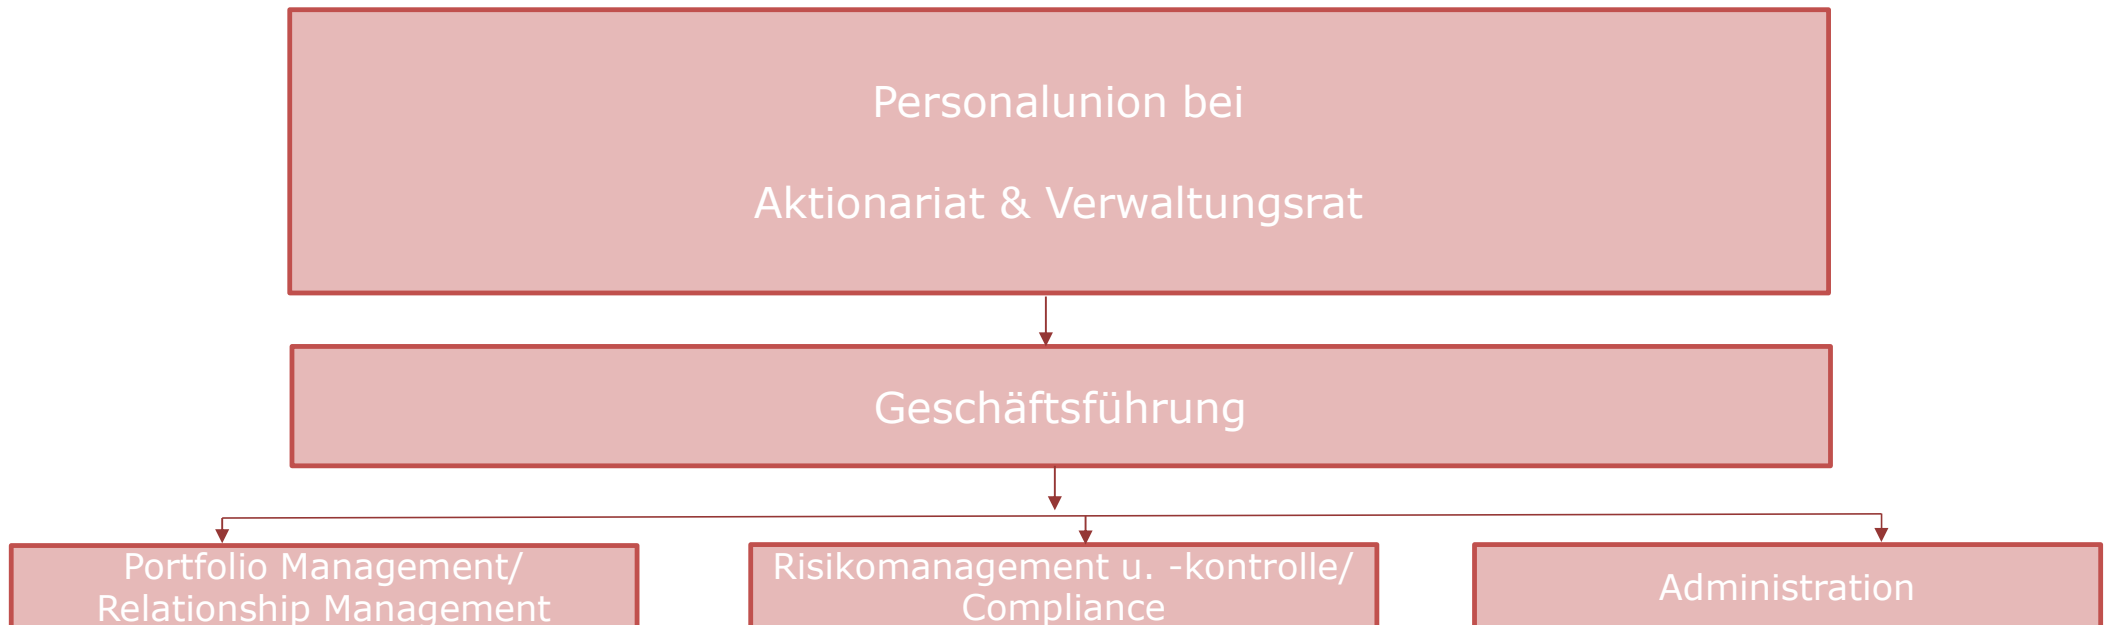 Personalunion bei
Aktionariat & Verwaltungsrat
Geschäftsführung
Portfolio Management/
Relationship Management
Risikomanagement u. -kontrolle/
Compliance
Administration